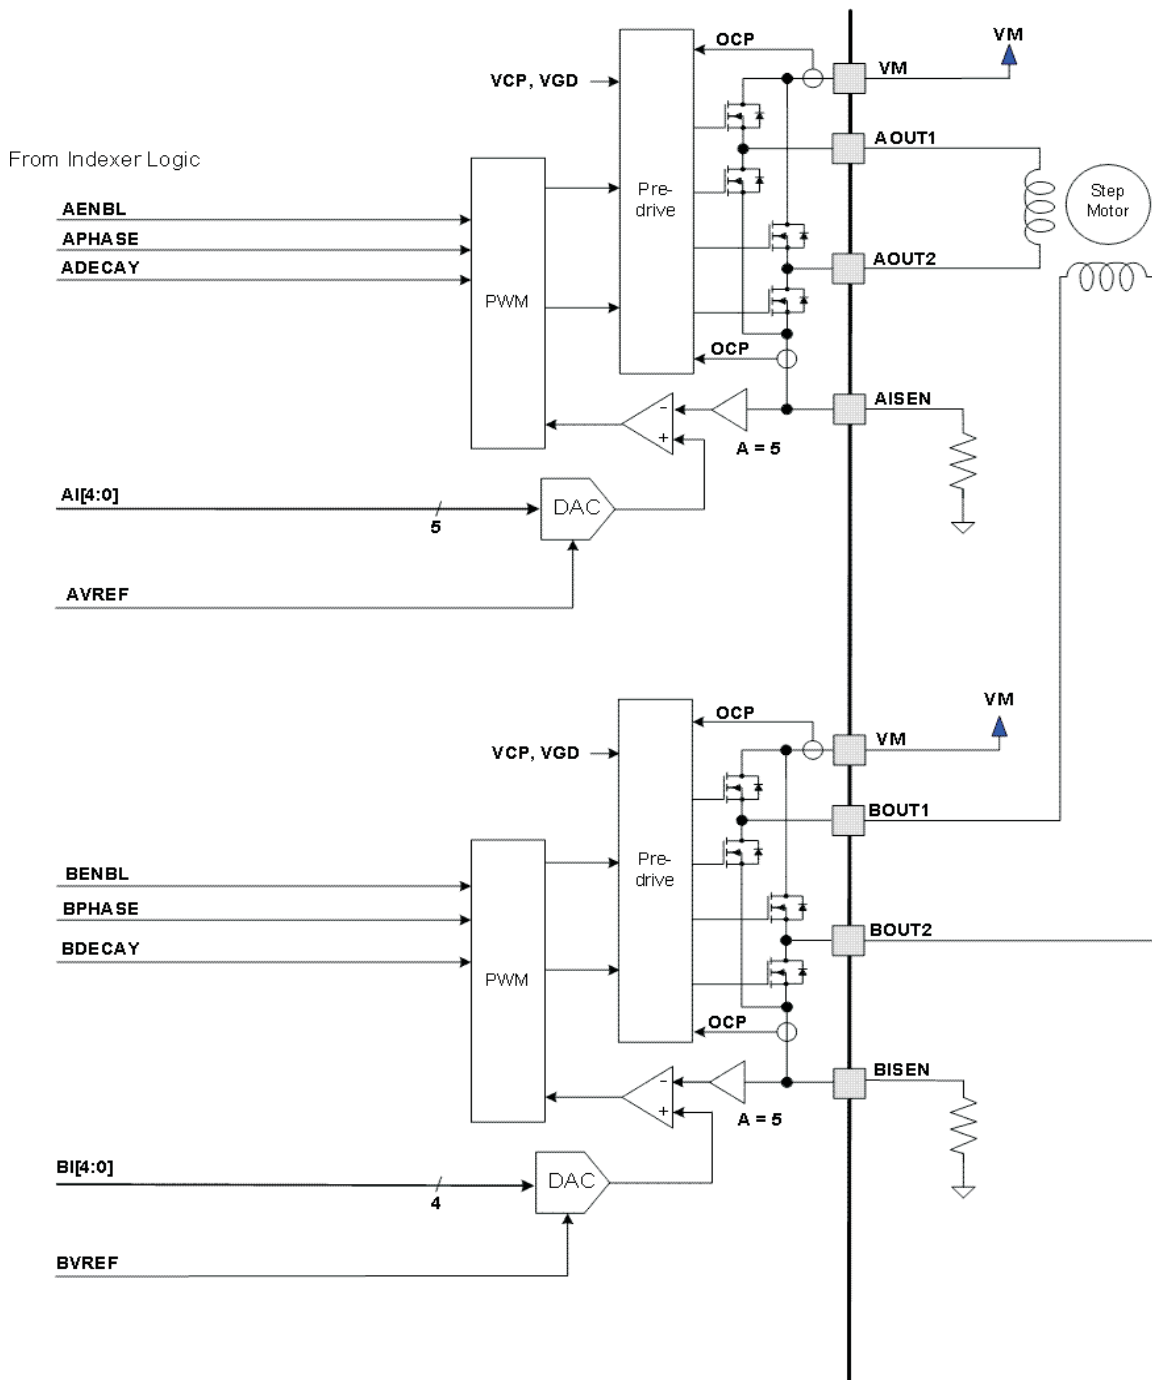 OCP
VM
VM
VCP, VGD
AOUT1
From Indexer Logic
Pre-
drive
Step
Motor
AENBL
APHASE
ADECAY
AOUT2
PWM
OCP
AISEN
-
+
A = 5
AI[4:0]
5
DAC
AVREF
OCP
VM
VM
VCP, VGD
BOUT1
Pre-
drive
BENBL
BPHASE
BDECAY
BOUT2
PWM
OCP
BISEN
-
+
A = 5
BI[4:0]
4
DAC
BVREF